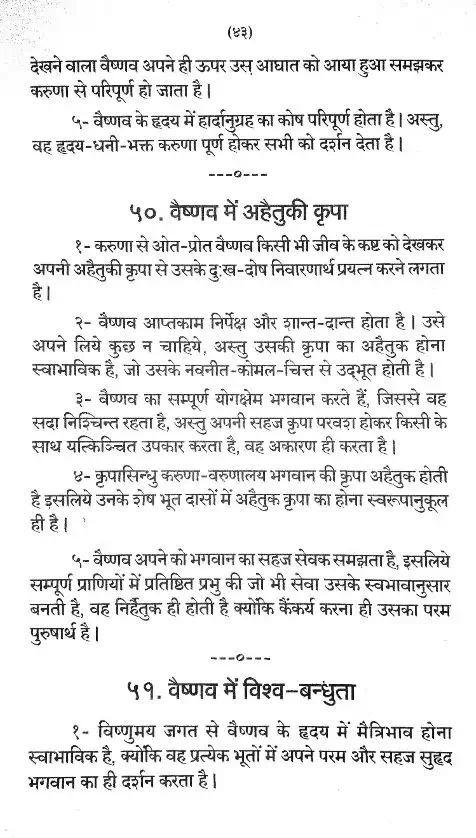 (४३)
देखने वाला वैष्णव अपने ही ऊपर उस आघात को आया हुआ समझकर
करुणा से परिपूर्ण हो जाता है।
५- वैष्णव के हृदय में हार्दानुग्रह का कोष परिपूर्ण होता है। अस्तु,
वह हृदय-धनी-भक्त करुणा पूर्ण होकर सभी को दर्शन देता है।
---०---
५०. वैष्णव में अहैतुकी कृपा
१- करुणा से ओत-प्रोत वैष्णव किसी भी जीव के कष्ट को देखकर
अपनी अहैतुकी कृपा से उसके दुःख-दोष निवारणार्थ प्रयत्न करने लगता
है।
२- वैष्णव आप्तकाम निर्पेक्ष और शान्त-दान्त होता है। उसे
अपने लिये कुछ न चाहिये, अस्तु उसकी कृपा का अहैतुक होना
स्वाभाविक है, जो उसके नवनीत-कोमल-चित्त से उद्भूत होती है।
३- वैष्णव का सम्पूर्ण योगक्षेम भगवान करते हैं, जिससे वह
सदा निश्चिन्त रहता है, अस्तु अपनी सहज कृपा परवश होकर किसी के
साथ यत्किञ्चित उपकार करता है, वह अकारण ही करता है।
४- कृपासिन्धु करुणा-वरुणालय भगवान की कृपा अहैतुक होती
है इसलिये उनके शेष भूत दासों में अहैतुक कृपा का होना स्वरूपानुकूल
ही है।
५- वैष्णव अपने को भगवान का सहज सेवक समझता है, इसलिये
सम्पूर्ण प्राणियों में प्रतिष्ठित प्रभु की जो भी सेवा उसके स्वभावानुसार
बनती है, वह निर्हैतुक ही होती है क्योंकि कैंकर्य करना ही उसका परम
पुरुषार्थ है।
---०---
५१. वैष्णव में विश्व-बन्धुता
१- विष्णुमय जगत से वैष्णव के हृदय में मैत्रिभाव होना
स्वाभाविक है, क्योंकि वह प्रत्येक भूतों में अपने परम और सहज सुहृद
भगवान का ही दर्शन करता है।